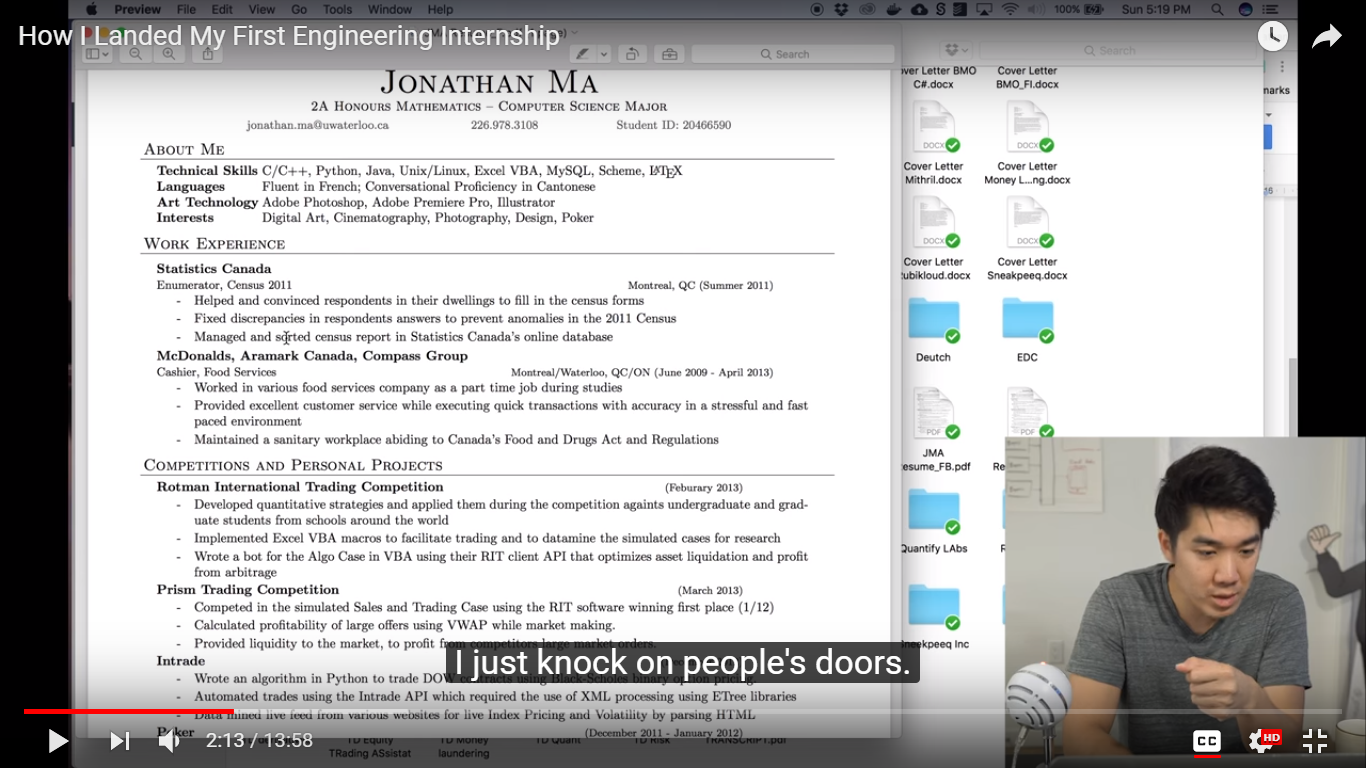 Preview File Edit View Go Tools Window Help
100% Sun 5:19 PM
How I Landed My First Engineering Internship
Search
Search
JONATHAN MA
2A HONOURS MATHEMATICS – COMPUTER SCIENCE MAJOR
jonathan.ma@uwaterloo.ca 226.978.3108 Student ID: 20466590
ABOUT ME
Technical Skills C/C++, Python, Java, Unix/Linux, Excel VBA, MySQL, Scheme, LATEX
Languages Fluent in French; Conversational Proficiency in Cantonese
Art Technology Adobe Photoshop, Adobe Premiere Pro, Illustrator
Interests Digital Art, Cinematography, Photography, Design, Poker
WORK EXPERIENCE
Statistics Canada
Enumerator, Census 2011 Montreal, QC (Summer 2011)
- Helped and convinced respondents in their dwellings to fill in the census forms
- Fixed discrepancies in respondents answers to prevent anomalies in the 2011 Census
- Managed and sorted census report in Statistics Canada's online database
McDonalds, Aramark Canada, Compass Group
Cashier, Food Services Montreal/Waterloo, QC/ON (June 2009 - April 2013)
- Worked in various food services company as a part time job during studies
- Provided excellent customer service while executing quick transactions with accuracy in a stressful and fast
paced environment
- Maintained a sanitary workplace abiding to Canada's Food and Drugs Act and Regulations
COMPETITIONS AND PERSONAL PROJECTS
Rotman International Trading Competition (Feburary 2013)
- Developed quantitative strategies and applied them during the competition againts undergraduate and grad-
uate students from schools around the world
- Implemented Excel VBA macros to facilitate trading and to datamine the simulated cases for research
- Wrote a bot for the Algo Case in VBA using their RIT client API that optimizes asset liquidation and profit
from arbitrage
Prism Trading Competition (March 2013)
- Competed in the simulated Sales and Trading Case using the RIT software winning first place (1/12)
- Calculated profitability of large offers using VWAP while market making.
- Provided liquidity to the market, to profit from competitors large market orders.
Intrade
- Wrote an algorithm in Python to trade DOW contracts using Black-Scholes binary option pricing.
- Automated trades using the Intrade API which required the use of XML processing using ETree libraries
- Data mined live feed from various websites for live Index Pricing and Volatility by parsing HTML
Poker (December 2011 - January 2012)
Cover Letter BMO
C#.docx
Cover Letter
BMO_FI.docx
DOCX
DOCX
Cover Letter
Mithril.docx
Cover Letter
Money L...ng.docx
DOCX
DOCX
Cover Letter
ubikloud.docx
Cover Letter
Sneakpeeq.docx
Deutch
EDC
PDF
PDF
JMA
esume_FB.pdf
Re
Quantify LAbs
neekpeeq Inc
marks
I just knock on people's doors.
TD Equity
TRading ASsistat
TD Money
laundering
TD Quant
TD Risk
TRANSCRIPT.pdf
2:13 / 13:58
CC
HD